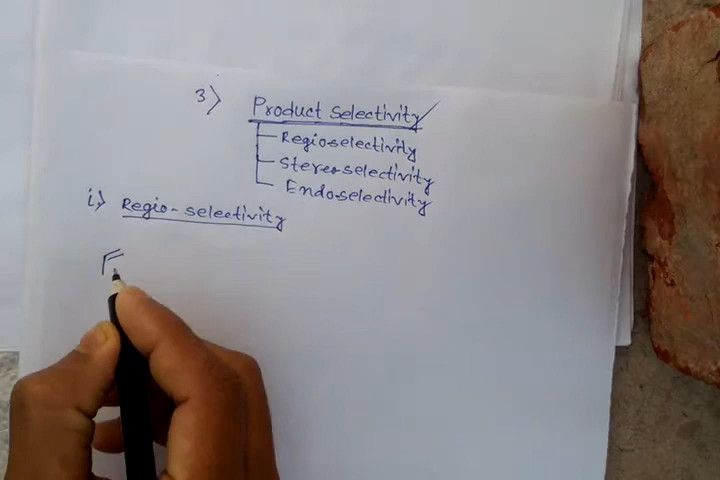 3) Product selectivity
Regioselectivity
Stereoselectivity
Endoselectivity
i) Regio-selectivity